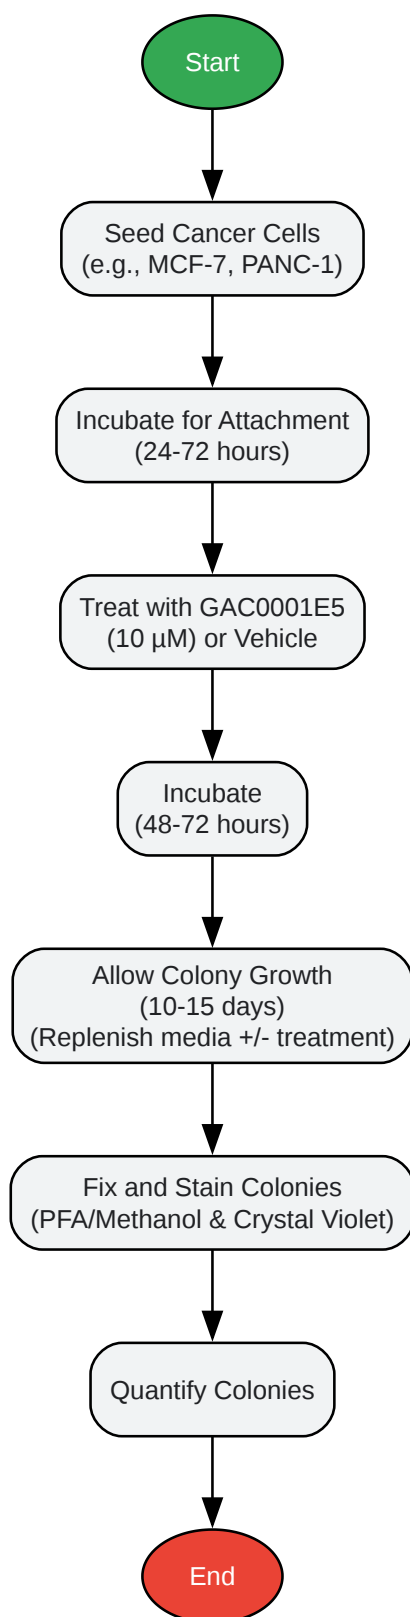 Start
Seed Cancer Cells
(e.g., MCF-7, PANC-1)
Incubate for Attachment
(24-72 hours)
Treat with GAC0001E5
(10 µM) or Vehicle
Incubate
(48-72 hours)
Allow Colony Growth
(10-15 days)
(Replenish media +/- treatment)
Fix and Stain Colonies
(PFA/Methanol & Crystal Violet)
Quantify Colonies
End